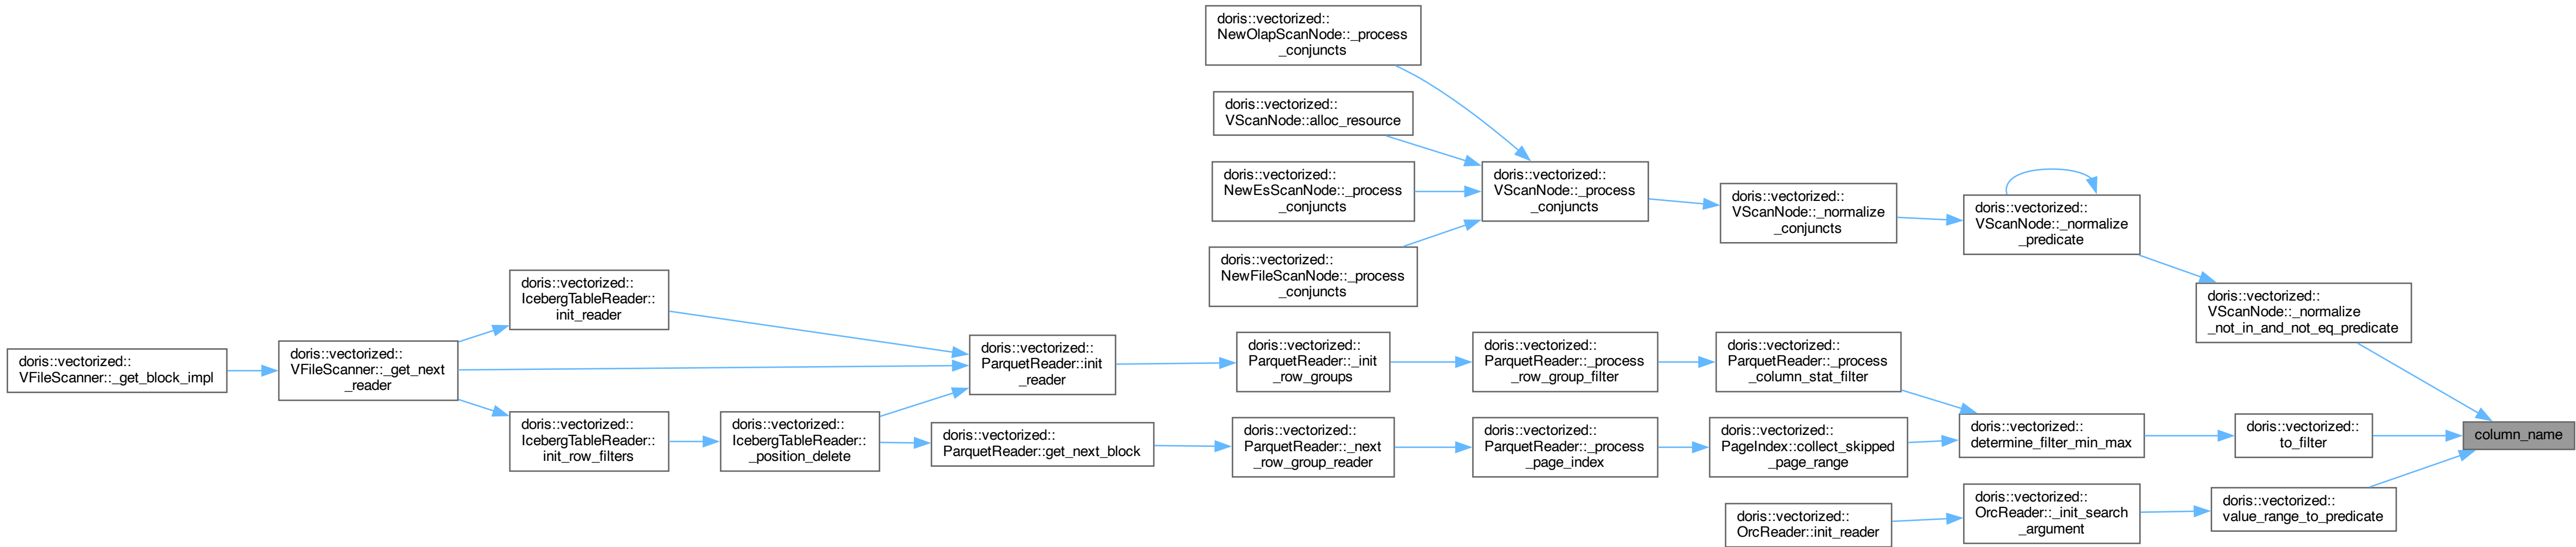 doris::vectorized::
NewOlapScanNode::_process
_conjuncts
doris::vectorized::
VScanNode::alloc_resource
doris::vectorized::
NewEsScanNode::_process
_conjuncts
doris::vectorized::
NewFileScanNode::_process
_conjuncts
doris::vectorized::
VScanNode::_process
_conjuncts
doris::vectorized::
VScanNode::_normalize
_conjuncts
doris::vectorized::
VScanNode::_normalize
_predicate
doris::vectorized::
VScanNode::_normalize
_not_in_and_not_eq_predicate
doris::vectorized::
VFileScanner::_get_block_impl
doris::vectorized::
VFileScanner::_get_next
_reader
doris::vectorized::
IcebergTableReader::
init_reader
doris::vectorized::
IcebergTableReader::
init_row_filters
doris::vectorized::
IcebergTableReader::
_position_delete
doris::vectorized::
ParquetReader::init
_reader
doris::vectorized::
ParquetReader::get_next_block
doris::vectorized::
ParquetReader::_init
_row_groups
doris::vectorized::
ParquetReader::_next
_row_group_reader
doris::vectorized::
ParquetReader::_process
_row_group_filter
doris::vectorized::
ParquetReader::_process
_page_index
doris::vectorized::
ParquetReader::_process
_column_stat_filter
doris::vectorized::
PageIndex::collect_skipped
_page_range
doris::vectorized::
determine_filter_min_max
doris::vectorized::
to_filter
column_name
doris::vectorized::
OrcReader::init_reader
doris::vectorized::
OrcReader::_init_search
_argument
doris::vectorized::
value_range_to_predicate